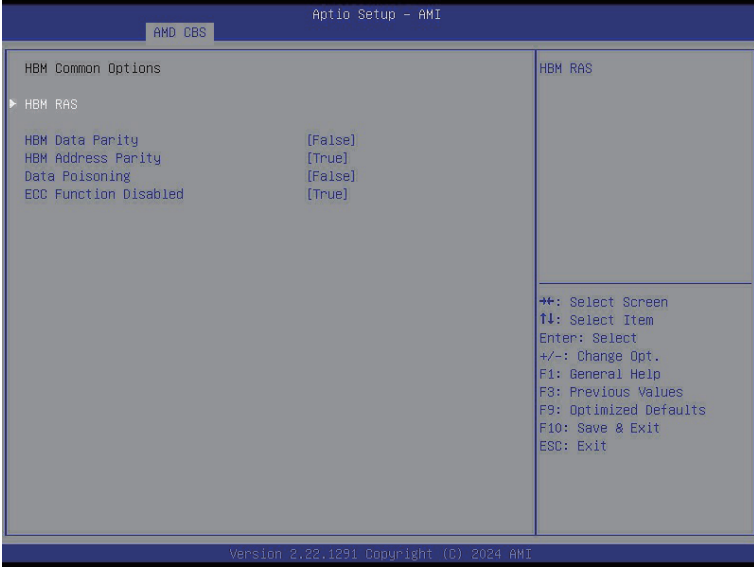 Aptio Setup – AMI
AMD CBS
HBM Common Options
HBM RAS
HBM Data Parity [False]
HBM Address Parity [True]
Data Poisoning [False]
ECC Function Disabled [True]
HBM RAS
→←: Select Screen
↑↓: Select Item
Enter: Select
+/-: Change Opt.
F1: General Help
F3: Previous Values
F9: Optimized Defaults
F10: Save & Exit
ESC: Exit
Version 2.22.1291 Copyright (C) 2024 AMI